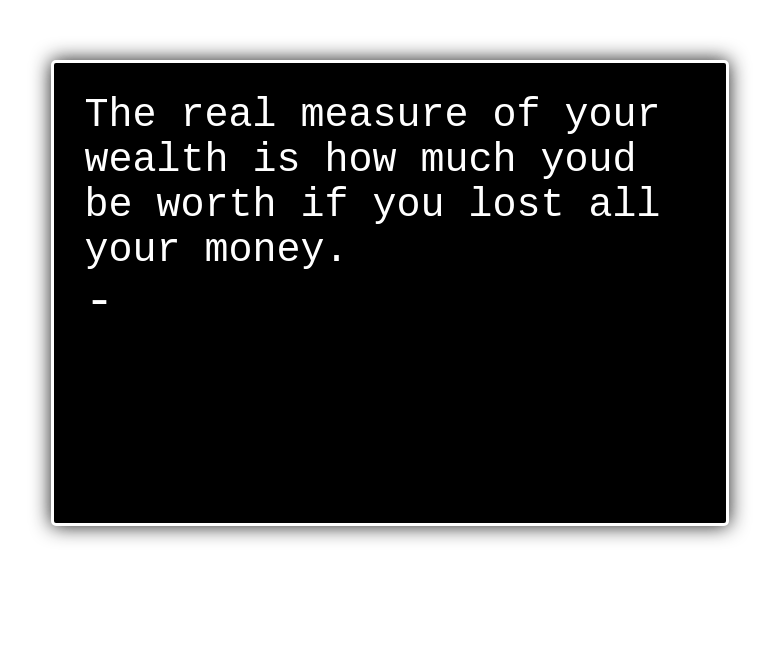 The real measure of your
wealth is how much youd
be worth if you lost all
your money.
-